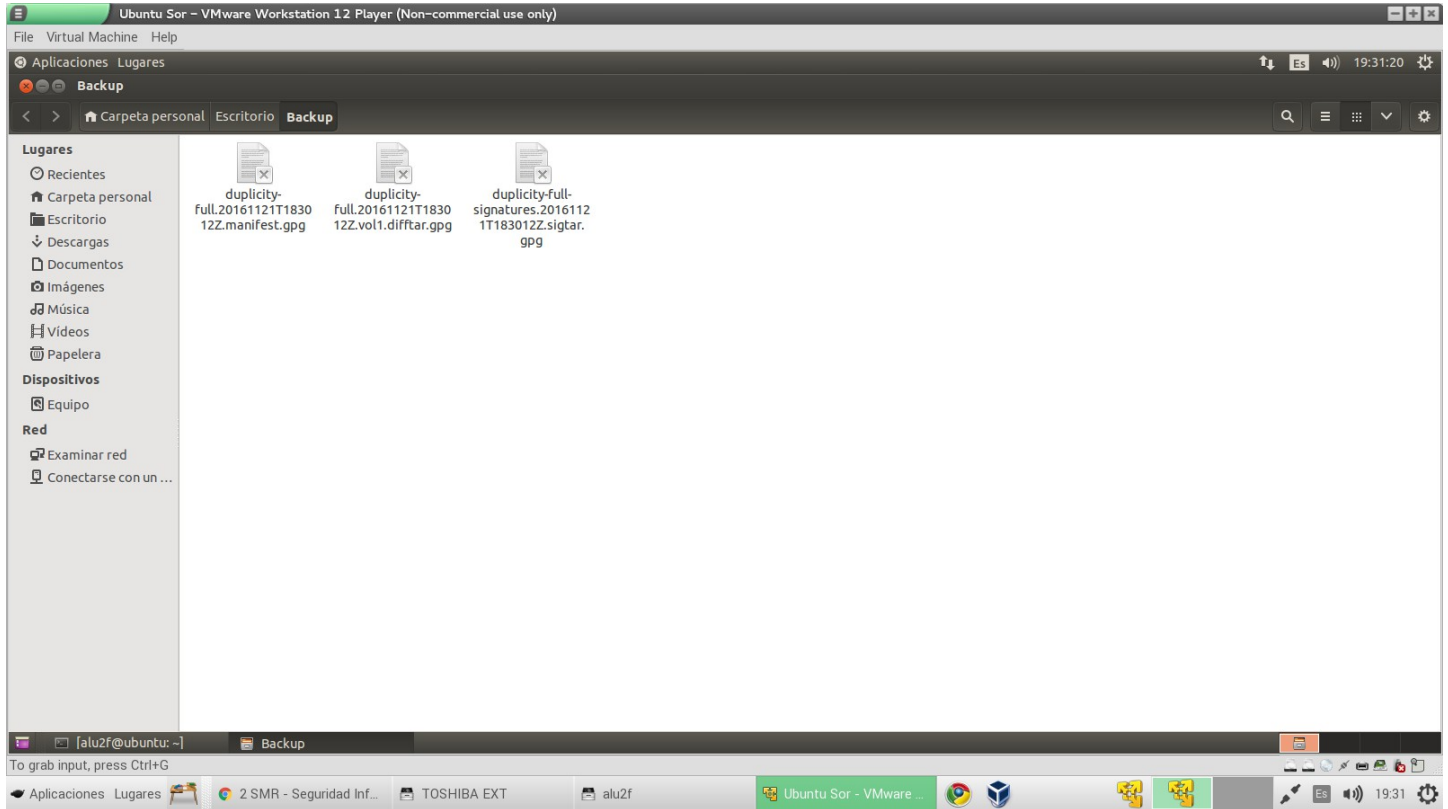 Ubuntu Sor – VMware Workstation 12 Player (Non-commercial use only)
File Virtual Machine Help
Aplicaciones Lugares
Es 19:31:20
Backup
Carpeta personal Escritorio Backup
Lugares
Recientes
Carpeta personal
Escritorio
Descargas
Documentos
Imágenes
Música
Vídeos
Papelera
Dispositivos
Equipo
Red
Examinar red
Conectarse con un ...
duplicity-
full.20161121T1830
12Z.manifest.gpg
duplicity-
full.20161121T1830
12Z.vol1.difftar.gpg
duplicity-full-
signatures.2016112
1T183012Z.sigtar.
gpg
[alu2f@ubuntu: ~]
Backup
To grab input, press Ctrl+G
Aplicaciones Lugares
2 SMR - Seguridad Inf...
TOSHIBA EXT
alu2f
Ubuntu Sor - VMware ...
Es 19:31